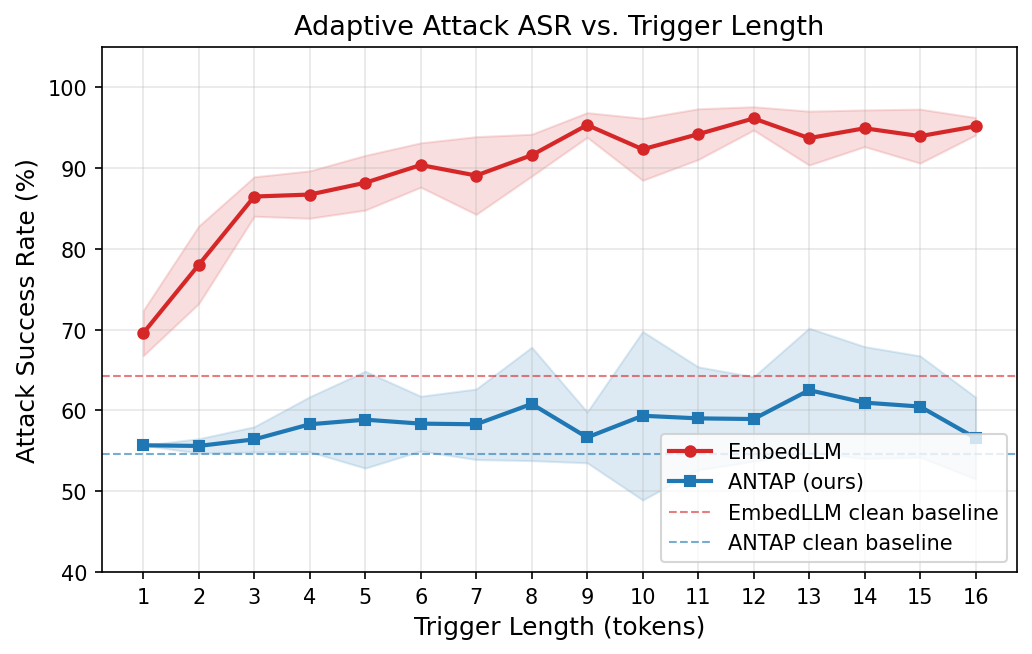 Adaptive Attack ASR vs. Trigger Length
Attack Success Rate (%)
100
90
80
70
60
50
40
EmbedLLM
ANTAP (ours)
EmbedLLM clean baseline
ANTAP clean baseline
1 2 3 4 5 6 7 8 9 10 11 12 13 14 15 16
Trigger Length (tokens)